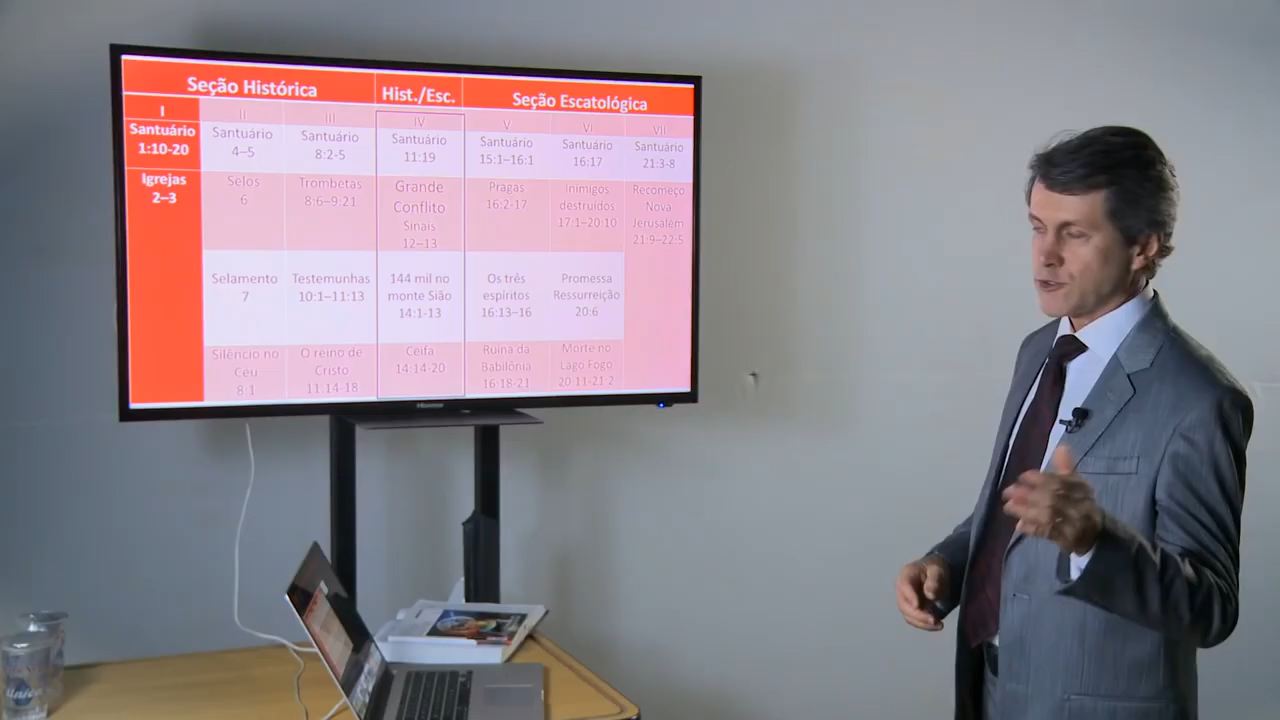 Seção Histórica Hist./Esc. Seção Escatológica
I II III IV V VI VII
Santuário Santuário Santuário Santuário Santuário Santuário Santuário
1:10-20 4–5 8:2-5 11:19 15:1–16:1 16:17 21:3-8
Igrejas Selos Trombetas Grande Pragas Inimigos Recomeço
2–3 6 8:6–9:21 Conflito 16:2-17 destruídos Nova
Sinais 17:1–20:10 Jerusalém
12–13 21:9–22:5
Selamento Testemunhas 144 mil no Os três Promessa
7 10:1–11:13 monte Sião espíritos Ressurreição
14:1-13 16:13–16 20:6
Silêncio no O reino de Ceifa Ruína da Morte no
Céu Cristo 14:14-20 Babilônia Lago Fogo
8:1 11:14-18 16:18-21 20:11-21:2
Hisense